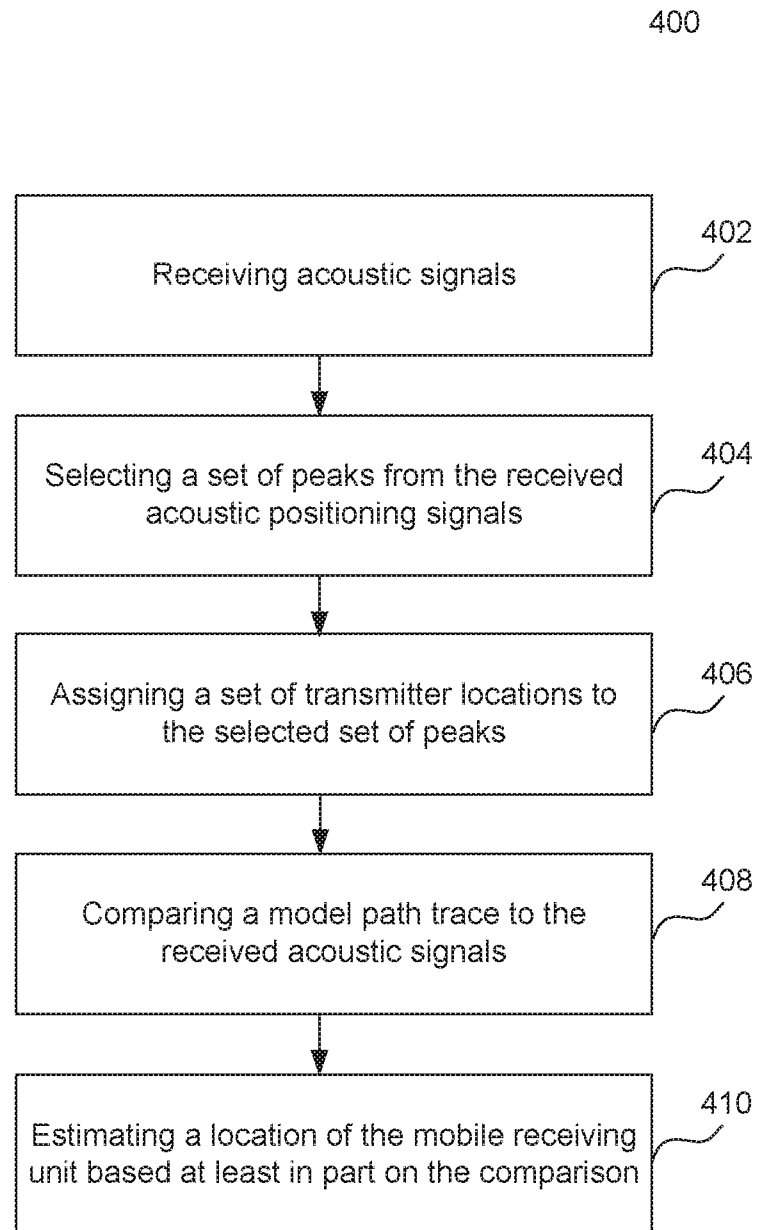 400
Receiving acoustic signals
402
Selecting a set of peaks from the received
acoustic positioning signals
404
Assigning a set of transmitter locations to
the selected set of peaks
406
Comparing a model path trace to the
received acoustic signals
408
Estimating a location of the mobile receiving
unit based at least in part on the comparison
410